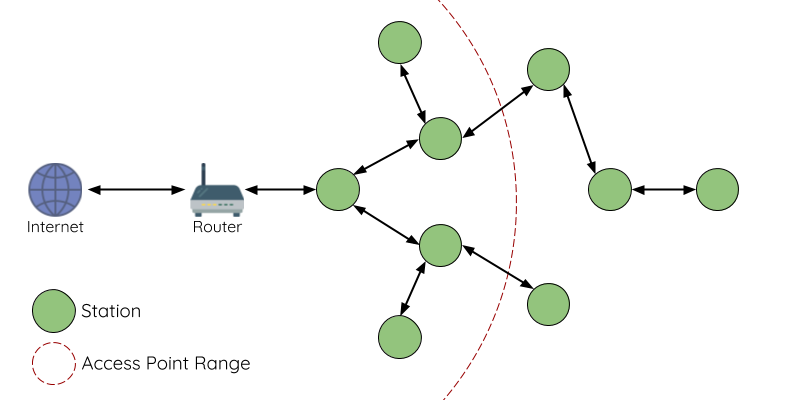 Internet
Router
Station
Access Point Range